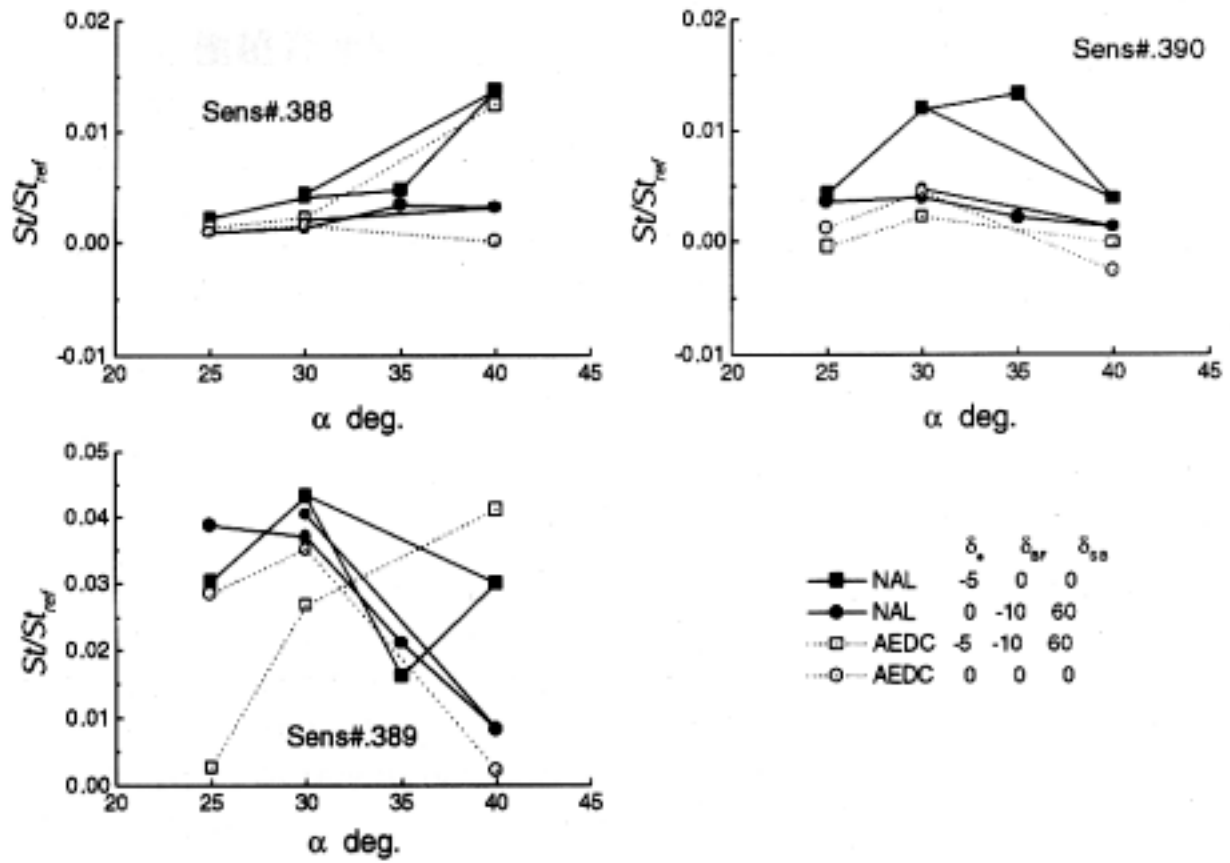 0.02
0.01
0.00
-0.01
St/St_ref
Sens#.388
20 25 30 35 40 45
α deg.
0.02
0.01
0.00
-0.01
St/St_ref
Sens#.390
20 25 30 35 40 45
α deg.
0.05
0.04
0.03
0.02
0.01
0.00
St/St_ref
Sens#.389
20 25 30 35 40 45
α deg.
δe δBF δSB
NAL -5 0 0
NAL 0 -10 60
AEDC -5 -10 60
AEDC 0 0 0